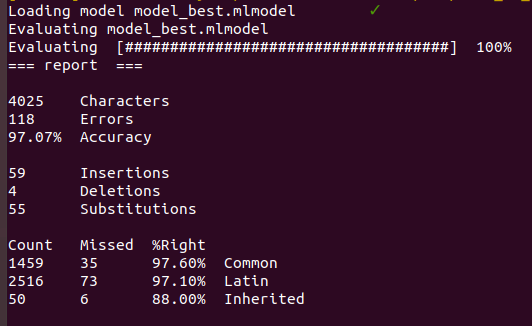 Loading model model_best.mlmodel ✓
Evaluating model_best.mlmodel
Evaluating [####################################] 100%
=== report ===
4025 Characters
118 Errors
97.07% Accuracy
59 Insertions
4 Deletions
55 Substitutions
Count Missed %Right
1459 35 97.60% Common
2516 73 97.10% Latin
50 6 88.00% Inherited